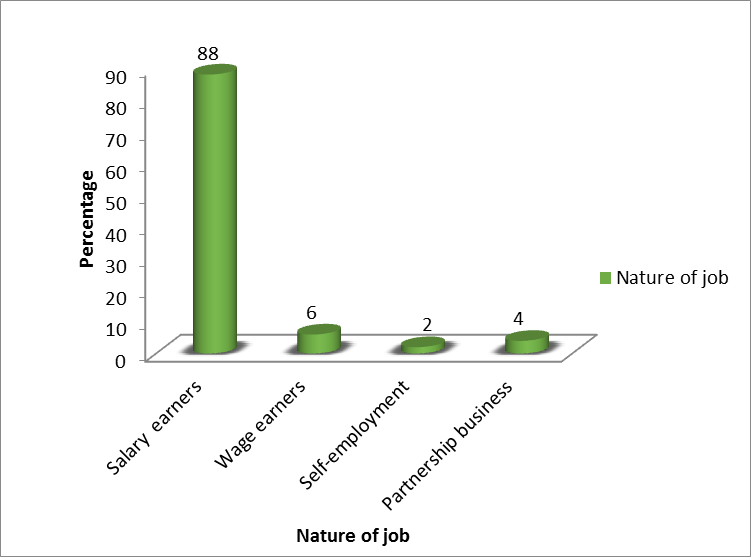 88
90
80
70
60
50
40
30
20
10
0
Percentage
6
2
4
Nature of job
Salary earners
Wage earners
Self-employment
Partnership business
Nature of job